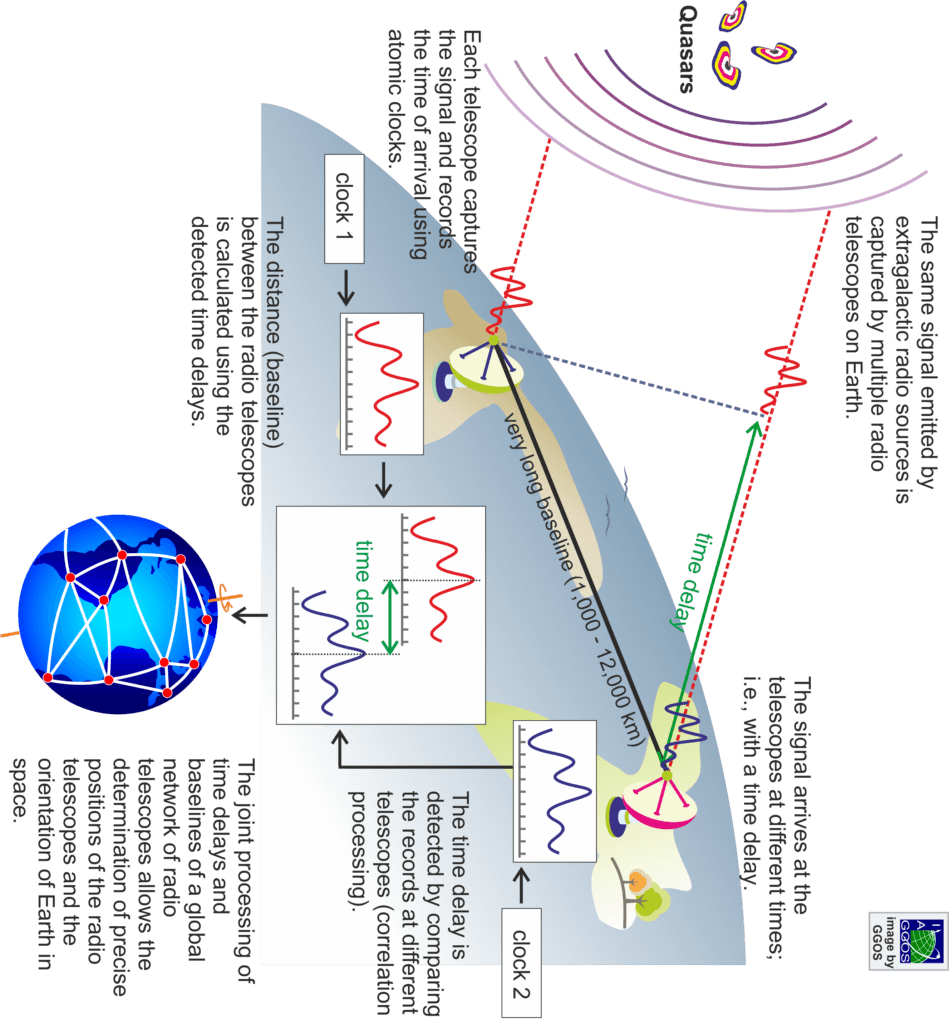 Quasars
The same signal emitted by
extragalactic radio sources is
captured by multiple radio
telescopes on Earth.
Each telescope captures
the signal and records
the time of arrival using
atomic clocks.
The signal arrives at the
telescopes at different times;
i.e., with a time delay.
time delay
very long baseline (1,000 - 12,000 km)
clock 1
clock 2
time delay
The distance (baseline)
between the radio telescopes
is calculated using the
detected time delays.
The time delay is
detected by comparing
the records at different
telescopes (correlation
processing).
The joint processing of
time delays and
baselines of a global
network of radio
telescopes allows the
determination of precise
positions of the radio
telescopes and the
orientation of Earth in
space.
IAG
GGOS
image by
GGOS